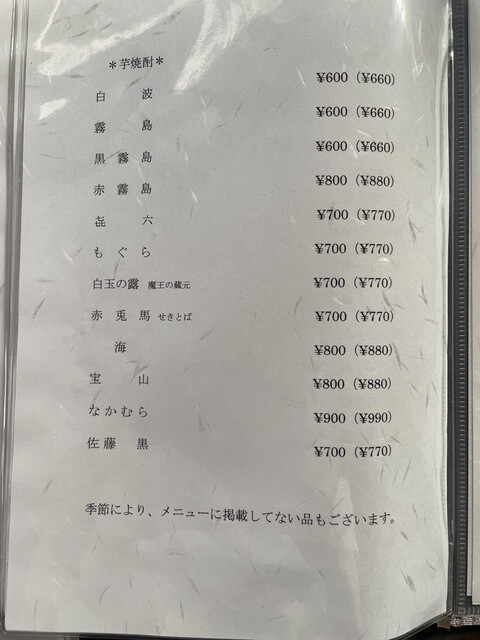 ＊芋焼酎＊
白　波 ¥600（¥660）
霧　島 ¥600（¥660）
黒 霧 島 ¥600（¥660）
赤 霧 島 ¥800（¥880）
㐂　六 ¥700（¥770）
も ぐ ら ¥700（¥770）
白玉の露 魔王の蔵元 ¥700（¥770）
赤 兎 馬 せきとば ¥700（¥770）
海 ¥800（¥880）
宝　山 ¥800（¥880）
なかむら ¥900（¥990）
佐藤　黒 ¥700（¥770）
季節により、メニューに掲載してない品もございます。